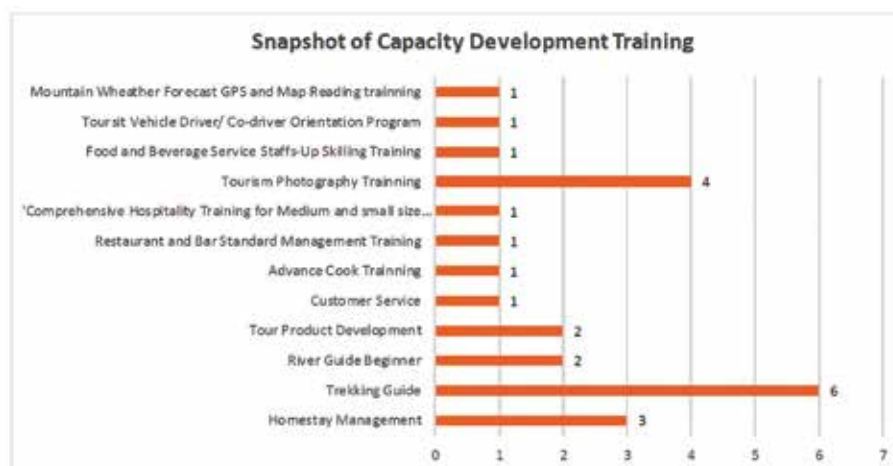 Snapshot of Capacity Development Training
Mountain Wheather Forecast GPS and Map Reading trainning 1
Toursit Vehicle Driver/ Co-driver Orientation Program 1
Food and Beverage Service Staffs-Up Skilling Training 1
Tourism Photography Trainning 4
'Comprehensive Hospitality Training for Medium and small size... 1
Restaurant and Bar Standard Management Training 1
Advance Cook Trainning 1
Customer Service 1
Tour Product Development 2
River Guide Beginner 2
Trekking Guide 6
Homestay Management 3
0 1 2 3 4 5 6 7